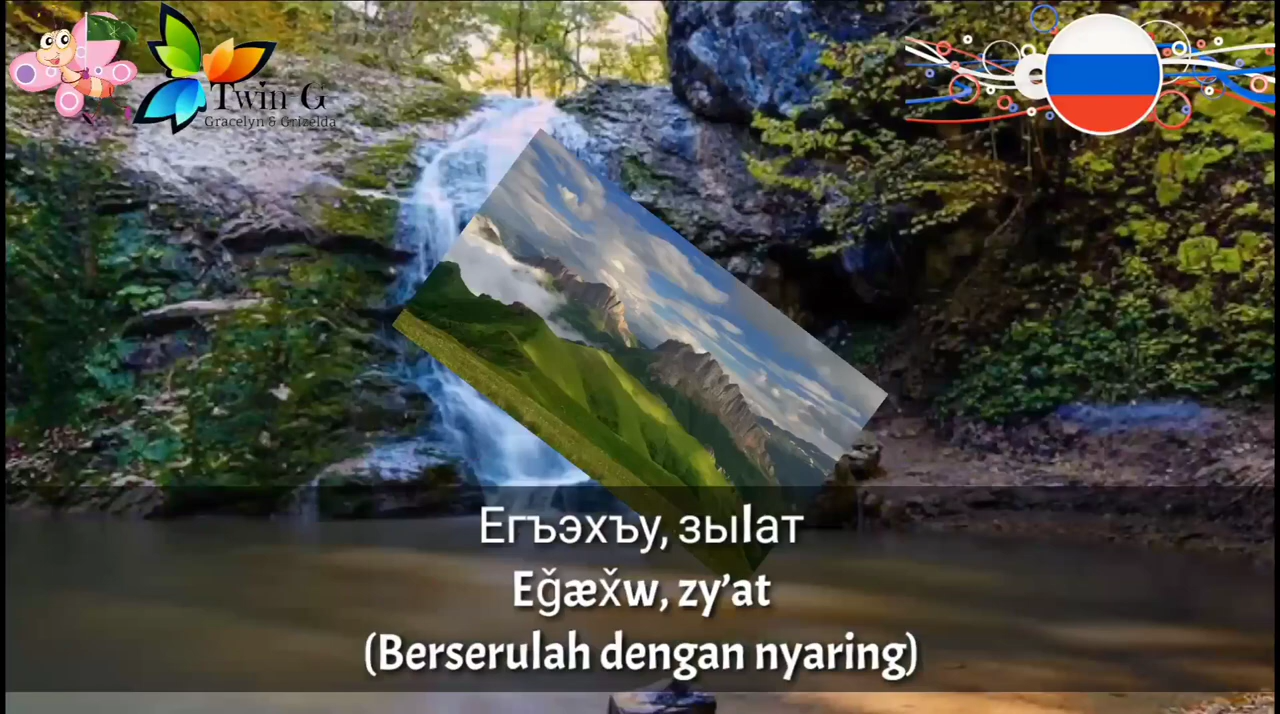 Twin G
Gracelyn & Grizelda
Егъэхъу, зыӏат
Eğæx̌w, zy’at
(Berserulah dengan nyaring)